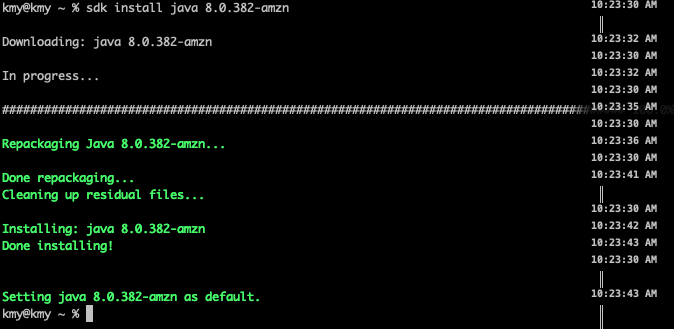 kmy@kmy ~ % sdk install java 8.0.382-amzn
10:23:30 AM
Downloading: java 8.0.382-amzn
10:23:32 AM
10:23:30 AM
In progress...
10:23:32 AM
10:23:30 AM
###################################################################################
10:23:35 AM
10:23:30 AM
Repackaging Java 8.0.382-amzn...
10:23:36 AM
10:23:30 AM
Done repackaging...
10:23:41 AM
Cleaning up residual files...
10:23:30 AM
Installing: java 8.0.382-amzn
10:23:42 AM
Done installing!
10:23:43 AM
10:23:30 AM
Setting java 8.0.382-amzn as default.
10:23:43 AM
kmy@kmy ~ %